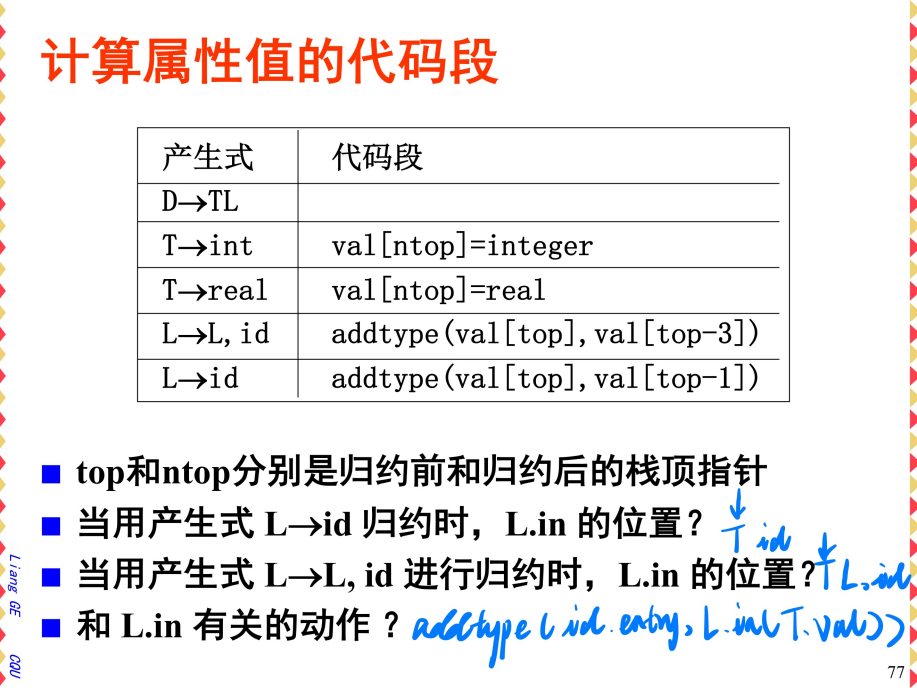 计算属性值的代码段
产生式 代码段
D→TL
T→int val[ntop]=integer
T→real val[ntop]=real
L→L,id addtype(val[top],val[top-3])
L→id addtype(val[top],val[top-1])
■ top和ntop分别是归约前和归约后的栈顶指针
■ 当用产生式 L→id 归约时，L.in 的位置？ ↓ T id
■ 当用产生式 L→L, id 进行归约时，L.in 的位置？ ↓ T L,id
■ 和 L.in 有关的动作 ？ addtype(id.entry,L.in(T.val))
Liang GE CQU
77